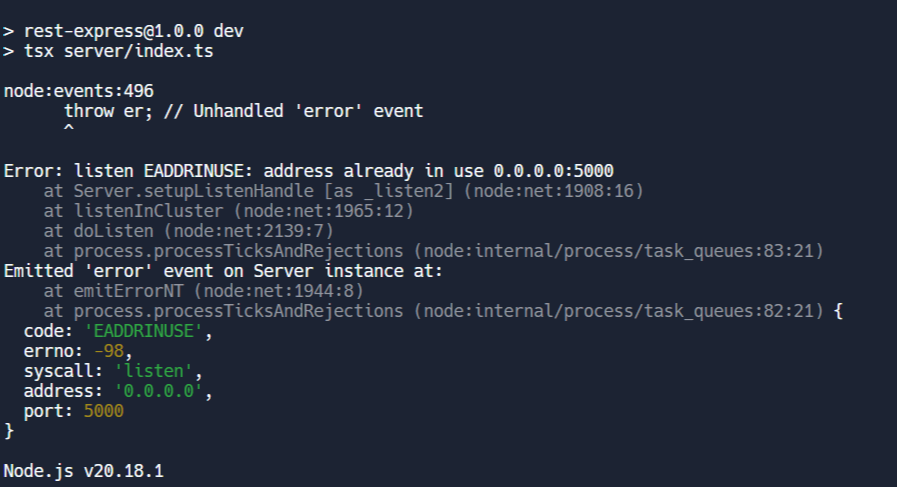 > rest-express@1.0.0 dev
> tsx server/index.ts
node:events:496
throw er; // Unhandled 'error' event
^
Error: listen EADDRINUSE: address already in use 0.0.0.0:5000
at Server.setupListenHandle [as _listen2] (node:net:1908:16)
at listenInCluster (node:net:1965:12)
at doListen (node:net:2139:7)
at process.processTicksAndRejections (node:internal/process/task_queues:83:21)
Emitted 'error' event on Server instance at:
at emitErrorNT (node:net:1944:8)
at process.processTicksAndRejections (node:internal/process/task_queues:82:21) {
code: 'EADDRINUSE',
errno: -98,
syscall: 'listen',
address: '0.0.0.0',
port: 5000
}
Node.js v20.18.1